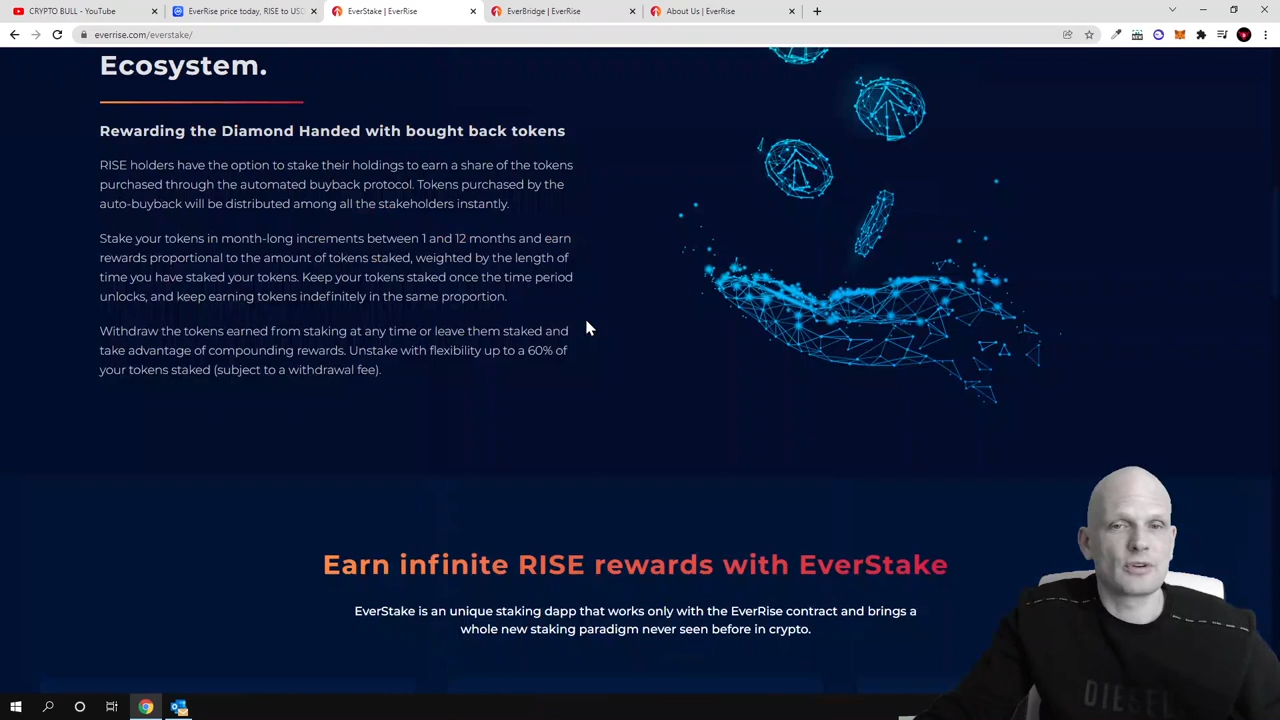 CRYPTO BULL - YouTube
EverRise price today, RISE to USD
EverStake | EverRise
EverBridge | EverRise
About Us | EverRise
everrise.com/everstake/
Ecosystem.
Rewarding the Diamond Handed with bought back tokens
RISE holders have the option to stake their holdings to earn a share of the tokens
purchased through the automated buyback protocol. Tokens purchased by the
auto-buyback will be distributed among all the stakeholders instantly.
Stake your tokens in month-long increments between 1 and 12 months and earn
rewards proportional to the amount of tokens staked, weighted by the length of
time you have staked your tokens. Keep your tokens staked once the time period
unlocks, and keep earning tokens indefinitely in the same proportion.
Withdraw the tokens earned from staking at any time or leave them staked and
take advantage of compounding rewards. Unstake with flexibility up to a 60% of
your tokens staked (subject to a withdrawal fee).
Earn infinite RISE rewards with EverStake
EverStake is an unique staking dapp that works only with the EverRise contract and brings a
whole new staking paradigm never seen before in crypto.
DIESEL